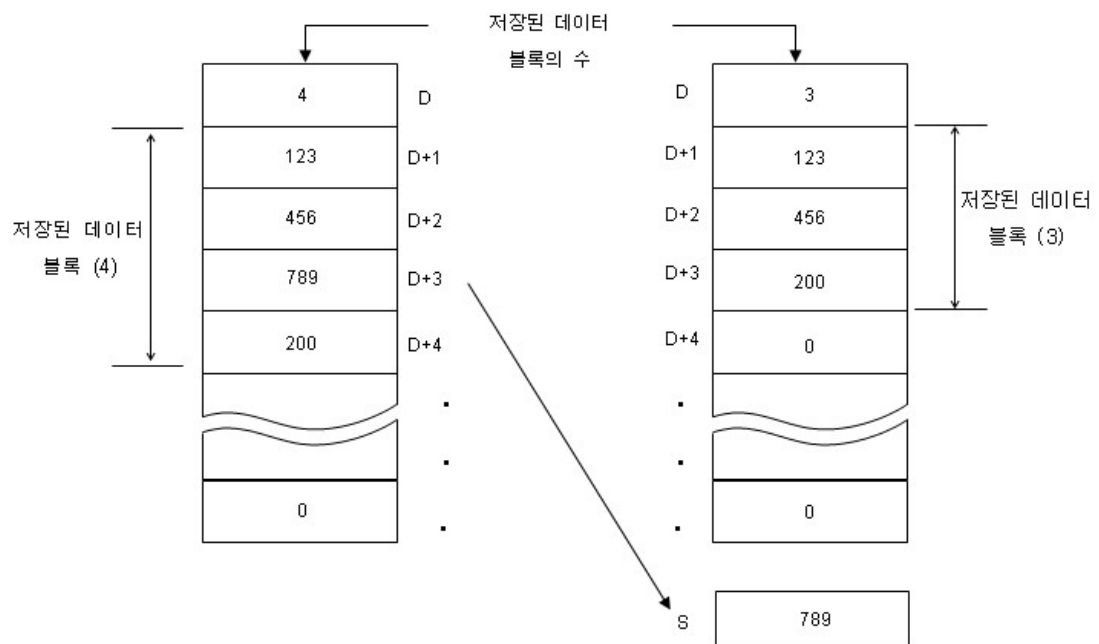 저장된 데이터
블록의 수
4 D
D 3
123 D+1
D+1 123
456 D+2
D+2 456
저장된 데이터
블록 (4)
저장된 데이터
블록 (3)
789 D+3
D+3 200
200 D+4
D+4 0
0
0
S 789